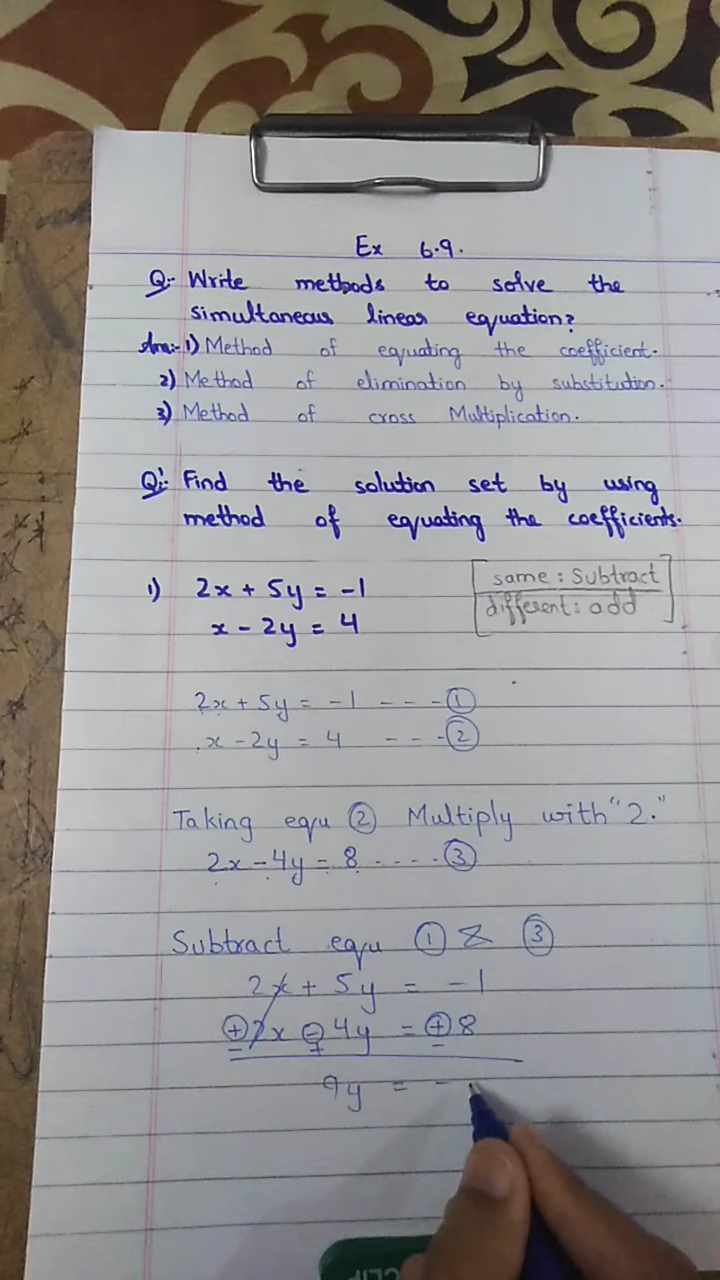 Ex 6.9.
Q:- Write methods to solve the
simultaneous linear equation?
Ans:- 1) Method of equating the coefficient.
2) Method of elimination by substitution.
3) Method of cross Multiplication.
Q1:- Find the solution set by using
method of equating the coefficients.
1) 2x + 5y = -1
x - 2y = 4
same: Subtract
different: add
2x + 5y = -1 - - - ①
x - 2y = 4 - - - ②
Taking equ ② Multiply with "2."
2x - 4y = 8 - - - - ③
Subtract equ ① & ③
2x + 5y = -1
⊕2x ⊖ 4y = ⊕8
− + −
9y = -